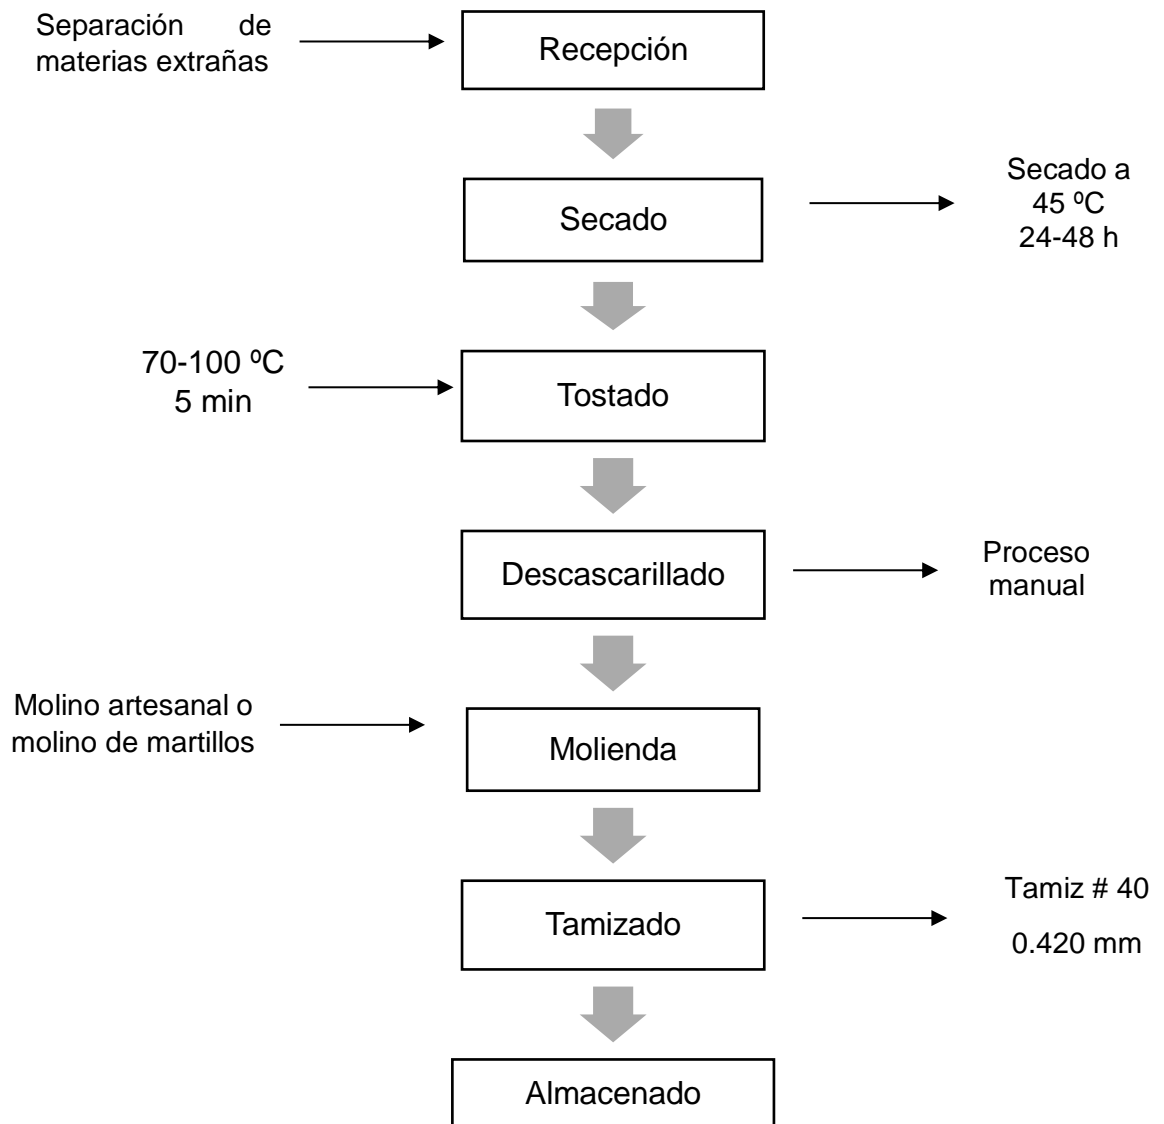 Separación de
materias extrañas
Recepción
Secado
Secado a
45 ºC
24-48 h
70-100 ºC
5 min
Tostado
Descascarillado
Proceso
manual
Molino artesanal o
molino de martillos
Molienda
Tamizado
Tamiz # 40
0.420 mm
Almacenado